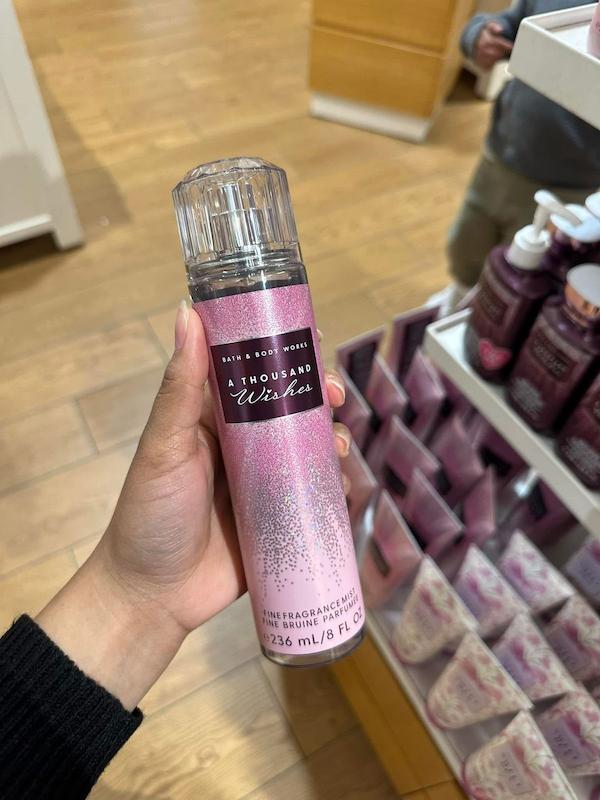 BATH & BODY WORKS
A THOUSAND
Wishes
FINE FRAGRANCE MIST
FINE BRUINE PARFUMÉE
236 mL/8 FL OZ